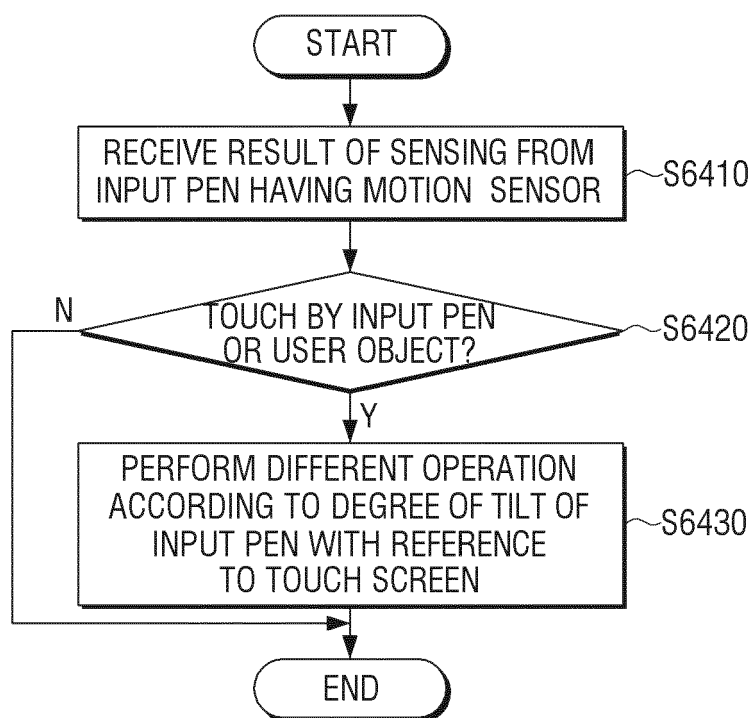 START
RECEIVE RESULT OF SENSING FROM
INPUT PEN HAVING MOTION SENSOR
S6410
N
TOUCH BY INPUT PEN
OR USER OBJECT?
S6420
Y
PERFORM DIFFERENT OPERATION
ACCORDING TO DEGREE OF TILT OF
INPUT PEN WITH REFERENCE
TO TOUCH SCREEN
S6430
END